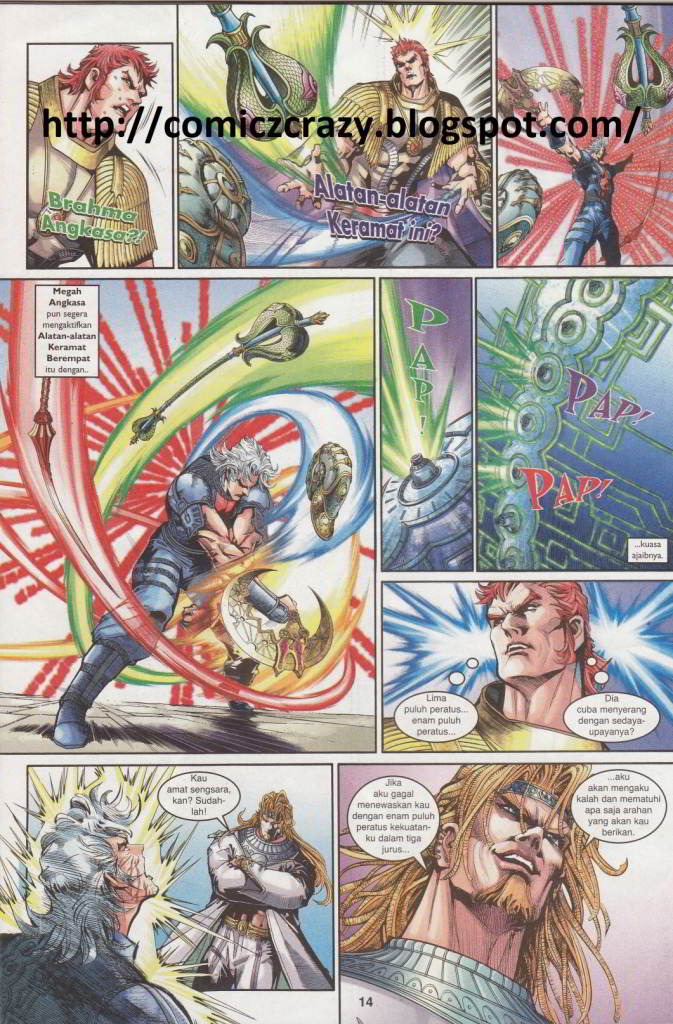 http://comiczcrazy.blogspot.com/
Brahma
Angkasa?!
Alatan-alatan
Keramat ini?
Megah
Angkasa
pun segera
mengaktifkan
Alatan-alatan
Keramat
Berempat
itu dengan..
PAP!
PAP!
PAP!
...kuasa
ajaibnya.
Lima
puluh peratus...
enam puluh
peratus...
Dia
cuba menyerang
dengan sedaya-
upayanya?
Kau
amat sengsara,
kan? Sudah-
lah!
Jika
aku gagal
menewaskan kau
dengan enam puluh
peratus kekuatan-
ku dalam tiga
jurus...
...aku
akan mengaku
kalah dan mematuhi
apa saja arahan
yang akan kau
berikan.
14